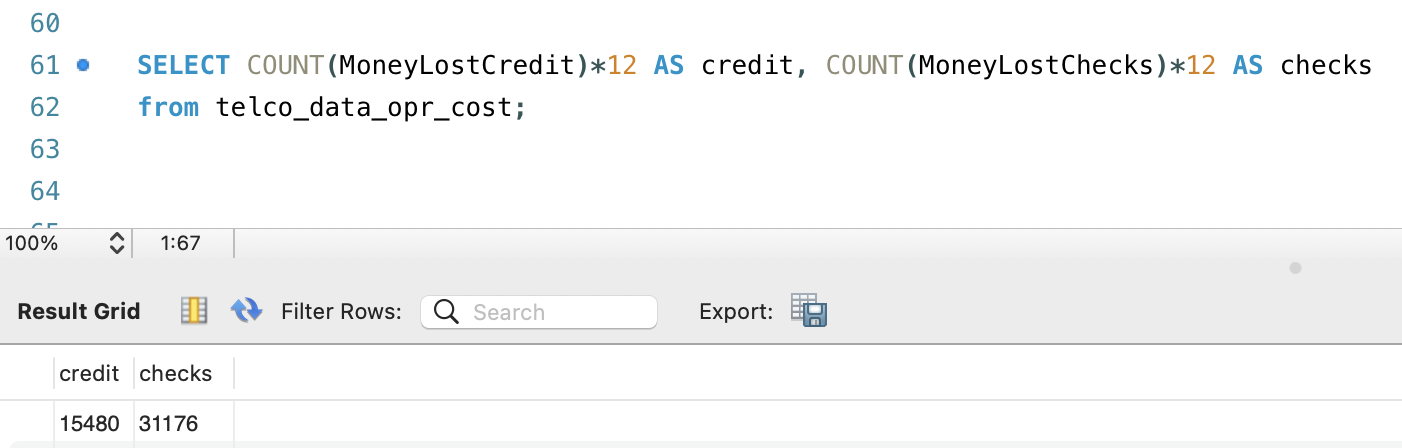 60
61 SELECT COUNT(MoneyLostCredit)*12 AS credit, COUNT(MoneyLostChecks)*12 AS checks
62 from telco_data_opr_cost;
63
64
100% 1:67
Result Grid Filter Rows: Search Export:
credit checks
15480 31176